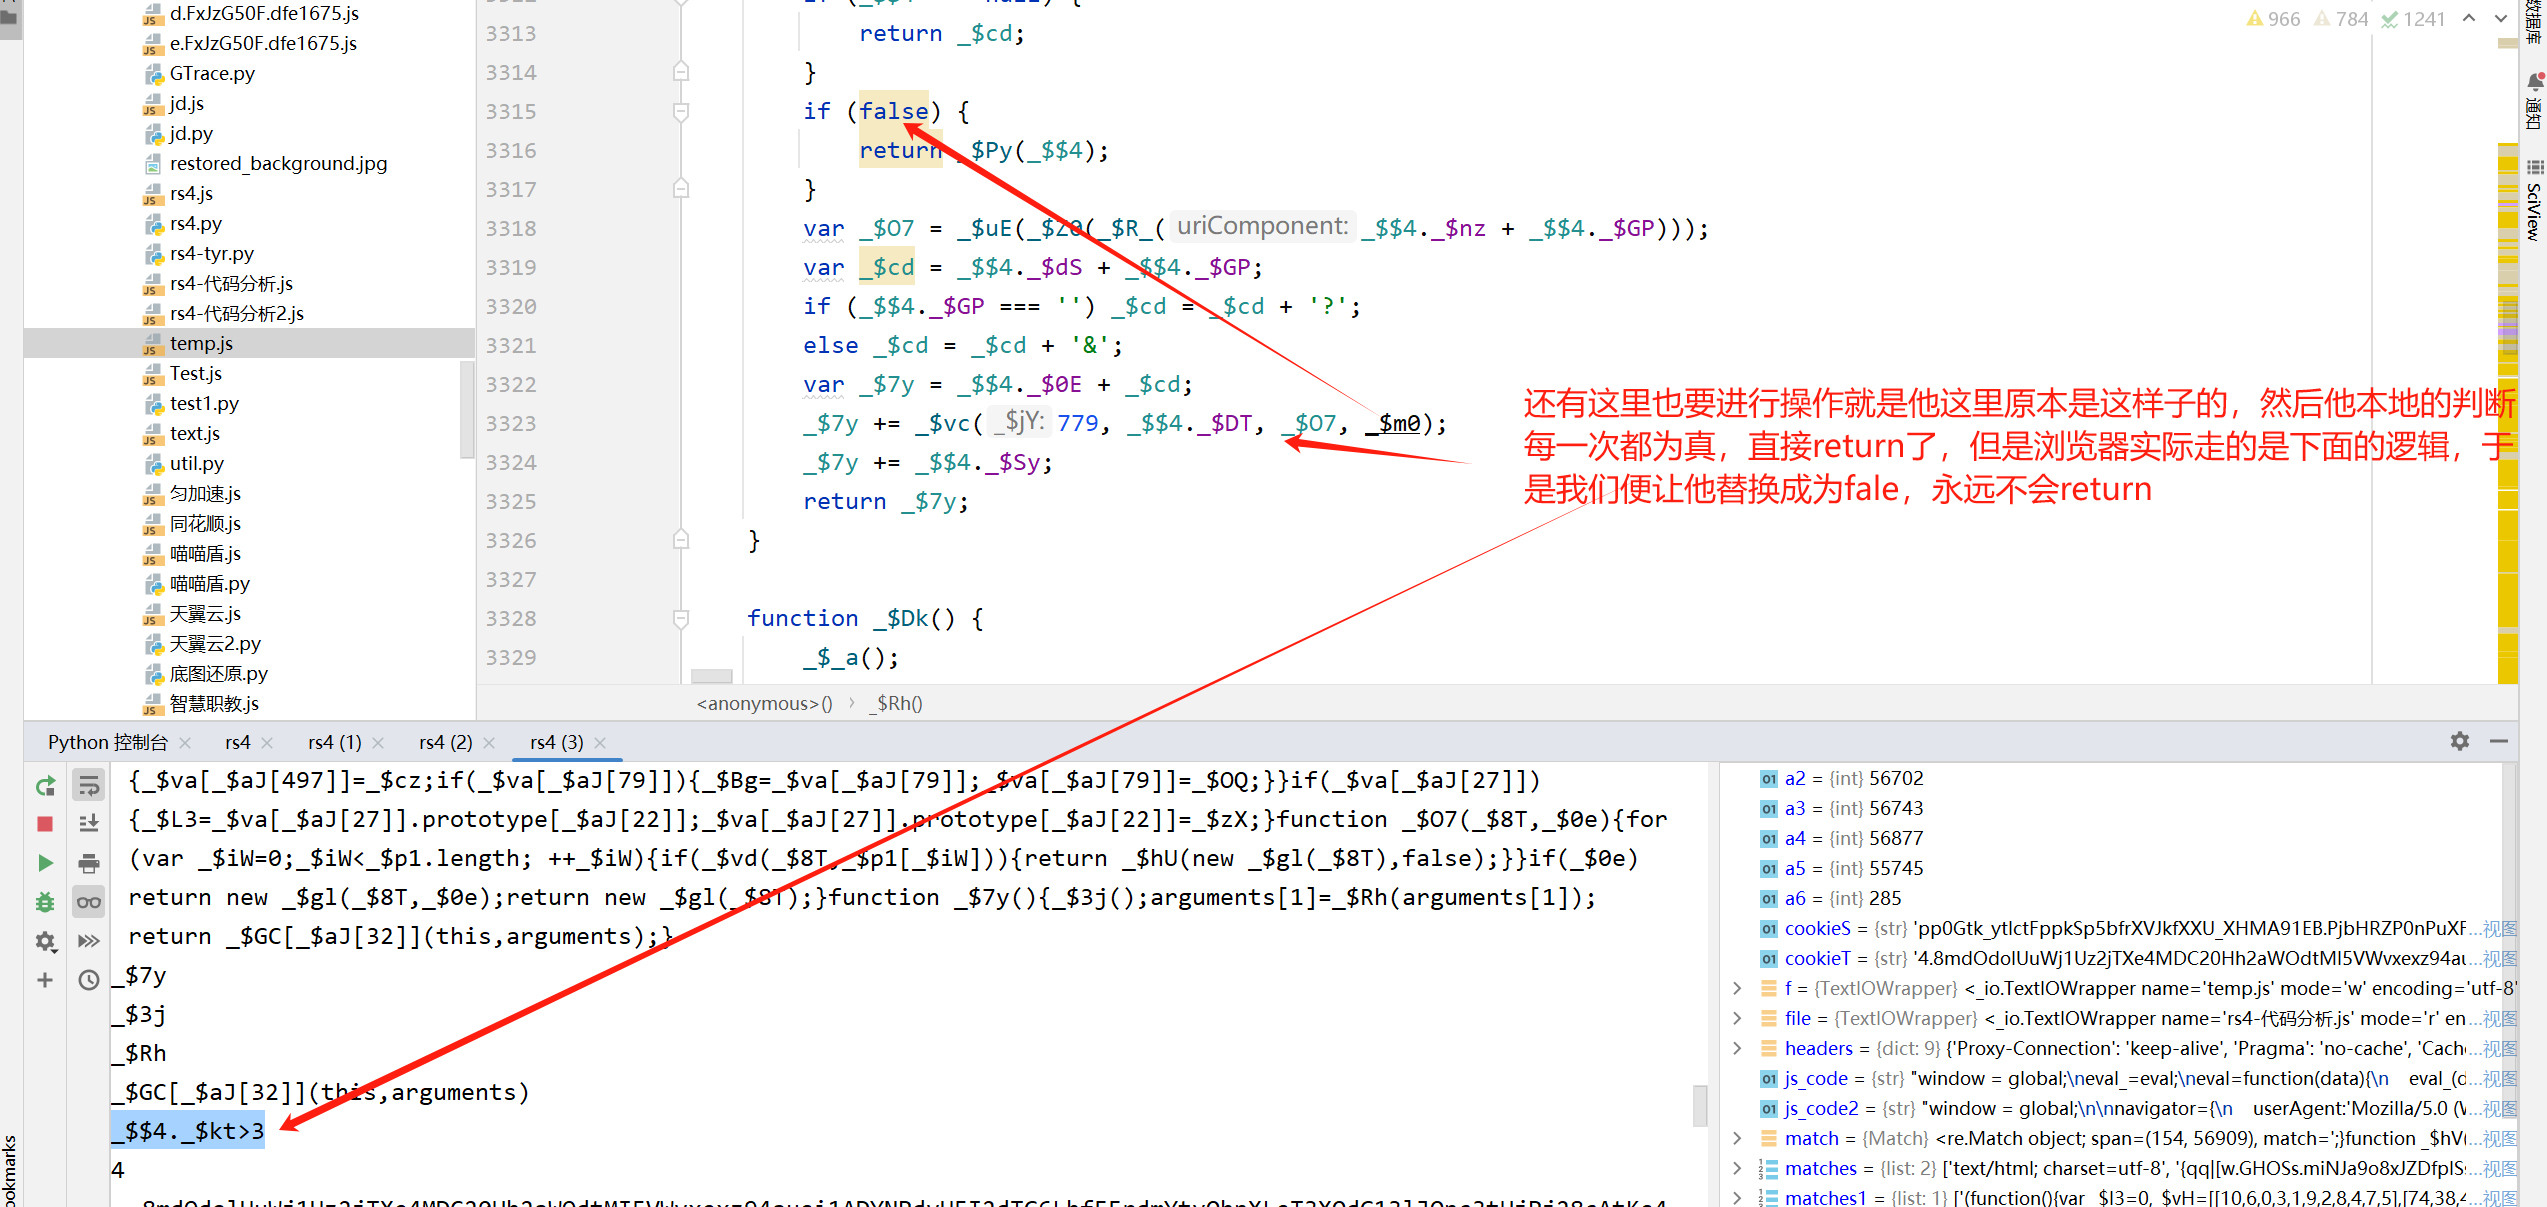 d.FxJzG50F.dfe1675.js
e.FxJzG50F.dfe1675.js
GTrace.py
jd.js
jd.py
restored_background.jpg
rs4.js
rs4.py
rs4-tyr.py
rs4-代码分析.js
rs4-代码分析2.js
temp.js
Test.js
test1.py
text.js
util.py
匀加速.js
同花顺.js
喵喵盾.js
喵喵盾.py
天翼云.js
天翼云2.py
底图还原.py
智慧职教.js
966 784 1241
3313 return _$cd;
3314 }
3315 if (false) {
3316 return _$Py(_$$4);
3317 }
3318 var _$O7 = _$uE(_$Z0(_$R_( uriComponent: _$$4._$nz + _$$4._$GP)));
3319 var _$cd = _$$4._$dS + _$$4._$GP;
3320 if (_$$4._$GP === '') _$cd = _$cd + '?';
3321 else _$cd = _$cd + '&';
3322 var _$7y = _$$4._$0E + _$cd;
3323 _$7y += _$vc( _$jY: 779, _$$4._$DT, _$O7, _$m0);
3324 _$7y += _$$4._$Sy;
3325 return _$7y;
3326 }
3327
3328 function _$Dk() {
3329 _$_a();
还有这里也要进行操作就是他这里原本是这样子的，然后他本地的判断
每一次都为真，直接return了，但是浏览器实际走的是下面的逻辑，于
是我们便让他替换成为fale，永远不会return
数据库
通知
SciView
<anonymous>() › _$Rh()
Python 控制台 × rs4 × rs4 (1) × rs4 (2) × rs4 (3) ×
{_$va[_$aJ[497]]=_$cz;if(_$va[_$aJ[79]]){_$Bg=_$va[_$aJ[79]];_$va[_$aJ[79]]=_$OQ;}}if(_$va[_$aJ[27]])
{_$L3=_$va[_$aJ[27]].prototype[_$aJ[22]];_$va[_$aJ[27]].prototype[_$aJ[22]]=_$zX;}function _$O7(_$8T,_$0e){for
(var _$iW=0;_$iW<_$p1.length; ++_$iW){if(_$vd(_$8T,_$p1[_$iW])){return _$hU(new _$gl(_$8T),false);}}if(_$0e)
return new _$gl(_$8T,_$0e);return new _$gl(_$8T);}function _$7y(){_$3j();arguments[1]=_$Rh(arguments[1]);
return _$GC[_$aJ[32]](this,arguments);}
_$7y
_$3j
_$Rh
_$GC[_$aJ[32]](this,arguments)
_$$4._$kt>3
4
a2 = {int} 56702
a3 = {int} 56743
a4 = {int} 56877
a5 = {int} 55745
a6 = {int} 285
cookieS = {str} 'pp0Gtk_ytlctFppkSp5bfrXVJkfXXU_XHMA91EB.PjbHRZP0nPuXF...视图
cookieT = {str} '4.8mdOdolUuWj1Uz2jTXe4MDC20Hh2aWOdtMI5VWvxexz94au...视图
f = {TextIOWrapper} <_io.TextIOWrapper name='temp.js' mode='w' encoding='utf-8'
file = {TextIOWrapper} <_io.TextIOWrapper name='rs4-代码分析.js' mode='r' en...视图
headers = {dict: 9} {'Proxy-Connection': 'keep-alive', 'Pragma': 'no-cache', 'Cach...视图
js_code = {str} "window = global;\neval_=eval;\neval=function(data){\n eval_(d...视图
js_code2 = {str} "window = global;\n\nnavigator={\n userAgent:'Mozilla/5.0 (W...视图
match = {Match} <re.Match object; span=(154, 56909), match=';}function _$hV(...视图
matches = {list: 2} ['text/html; charset=utf-8', '{qq|[w.GHOSs.miNJa9o8xJZDfpIS...视图
matches1 = {list: 1} ['(function(){var _$I3=0,_$vH=[[10,6,0,3,1,9,2,8,4,7,5],[74,38,4...视图
ookmarks